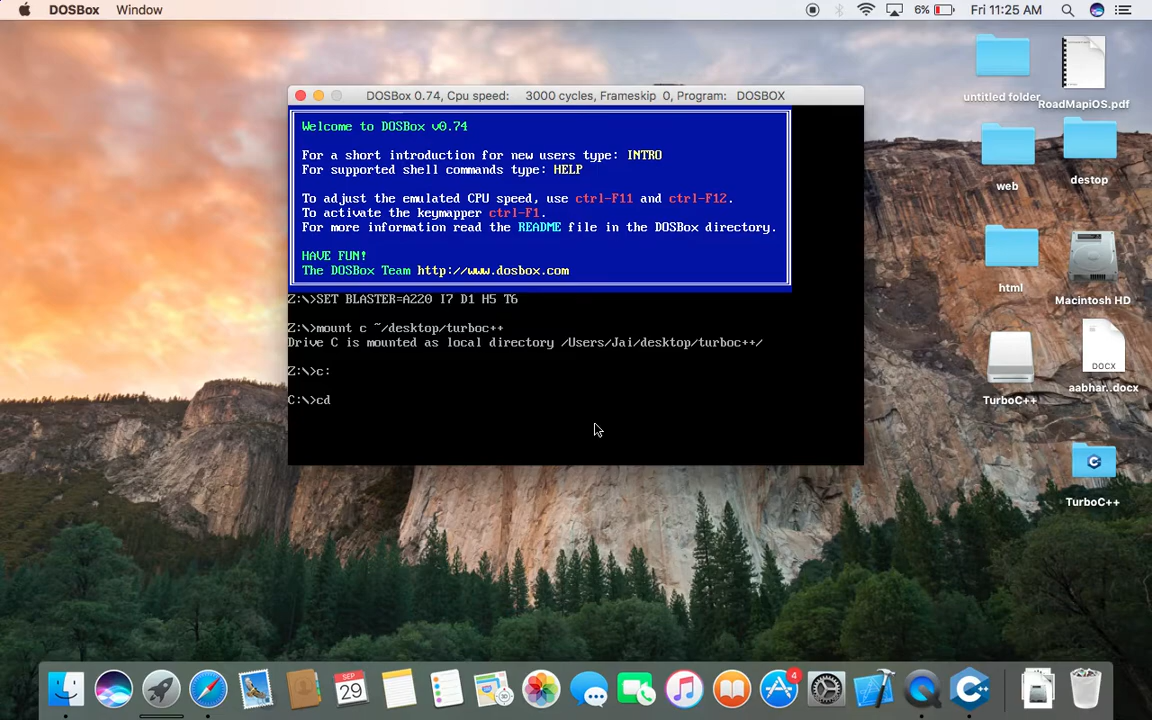 DOSBox Window 6% Fri 11:25 AM
DOSBox 0.74, Cpu speed: 3000 cycles, Frameskip 0, Program: DOSBOX
Welcome to DOSBox v0.74
For a short introduction for new users type: INTRO
For supported shell commands type: HELP
To adjust the emulated CPU speed, use ctrl-F11 and ctrl-F12.
To activate the keymapper ctrl-F1.
For more information read the README file in the DOSBox directory.
HAVE FUN!
The DOSBox Team http://www.dosbox.com
Z:\>SET BLASTER=A220 I7 D1 H5 T6
Z:\>mount c ~/desktop/turboc++
Drive C is mounted as local directory /Users/Jai/desktop/turboc++/
Z:\>c:
C:\>cd
untitled folder
RoadMapiOS.pdf
web
destop
html
Macintosh HD
DOCX
TurboC++
aabhar..docx
TurboC++
SEP
29
4